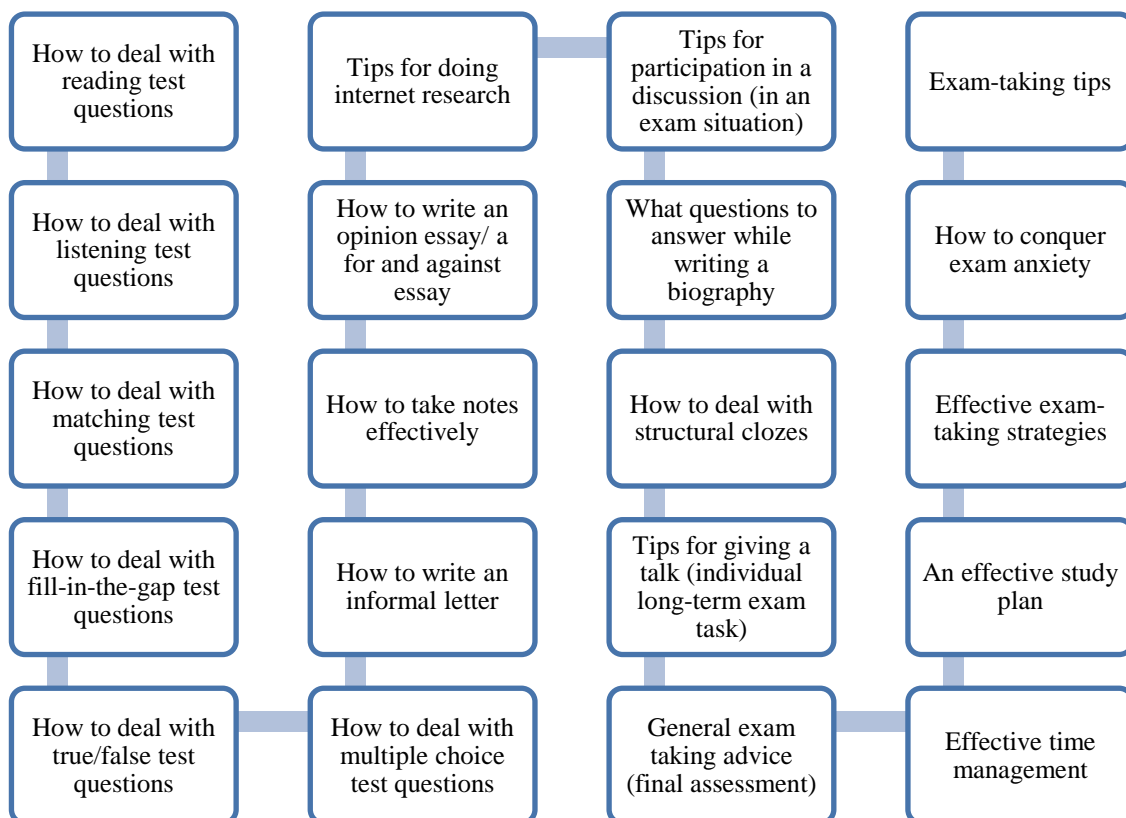 How to deal with
reading test
questions
How to deal with
listening test
questions
How to deal with
matching test
questions
How to deal with
fill-in-the-gap test
questions
How to deal with
true/false test
questions
How to deal with
multiple choice
test questions
How to write an
informal letter
How to take notes
effectively
How to write an
opinion essay/ a
for and against
essay
Tips for doing
internet research
Tips for
participation in a
discussion (in an
exam situation)
What questions to
answer while
writing a
biography
How to deal with
structural clozes
Tips for giving a
talk (individual
long-term exam
task)
General exam
taking advice
(final assessment)
Effective time
management
An effective study
plan
Effective exam-
taking strategies
How to conquer
exam anxiety
Exam-taking tips